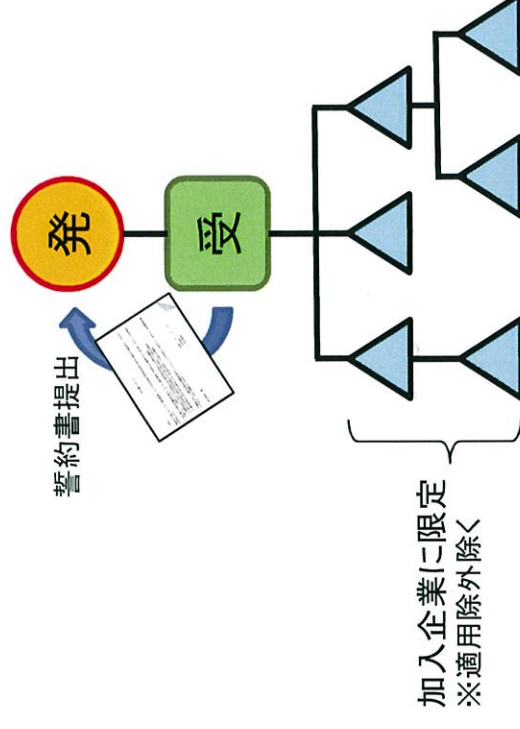 誓約書提出
発
受
加入企業に限定
※適用除外除く